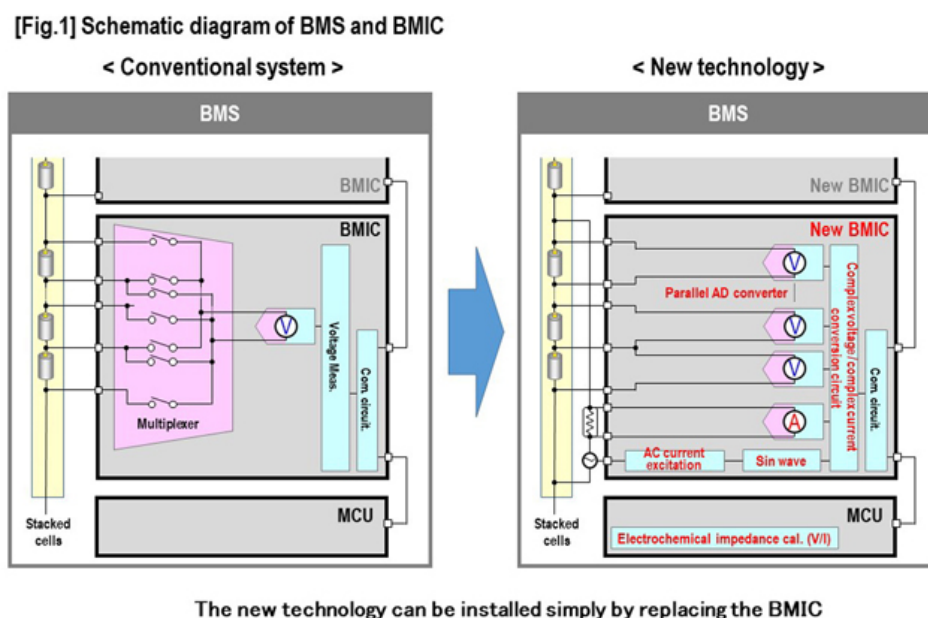 [Fig.1] Schematic diagram of BMS and BMIC
< Conventional system >
BMS
BMIC
BMIC
Multiplexer
V
Voltage Meas.
Com. circuit.
Stacked
cells
MCU
< New technology >
BMS
New BMIC
New BMIC
V
Parallel AD converter
V
V
A
Complex voltage / complex current
conversion circuit
Com. circuit.
AC current
excitation
Sin wave
Stacked
cells
MCU
Electrochemical impedance cal. (V/I)
The new technology can be installed simply by replacing the BMIC